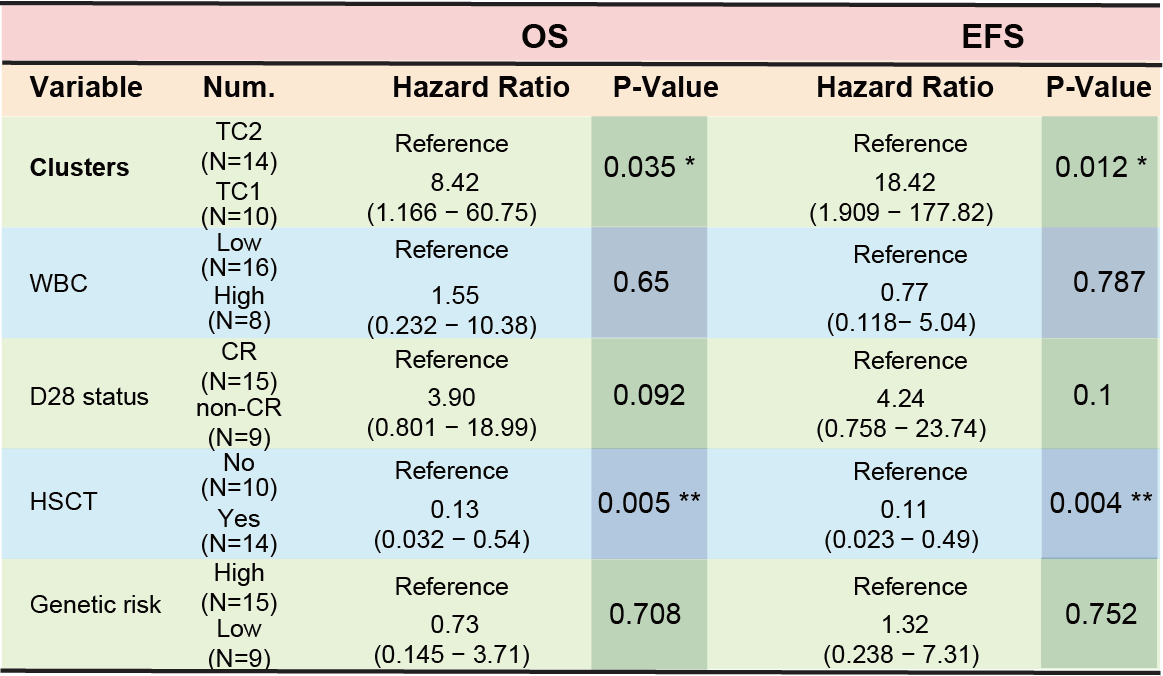 OS EFS
Variable Num. Hazard Ratio P-Value Hazard Ratio P-Value
Clusters
TC2
(N=14)
TC1
(N=10)
Reference
8.42
(1.166 − 60.75)
0.035 *
Reference
18.42
(1.909 − 177.82)
0.012 *
WBC
Low
(N=16)
High
(N=8)
Reference
1.55
(0.232 − 10.38)
0.65
Reference
0.77
(0.118− 5.04)
0.787
D28 status
CR
(N=15)
non-CR
(N=9)
Reference
3.90
(0.801 − 18.99)
0.092
Reference
4.24
(0.758 − 23.74)
0.1
HSCT
No
(N=10)
Yes
(N=14)
Reference
0.13
(0.032 − 0.54)
0.005 **
Reference
0.11
(0.023 − 0.49)
0.004 **
Genetic risk
High
(N=15)
Low
(N=9)
Reference
0.73
(0.145 − 3.71)
0.708
Reference
1.32
(0.238 − 7.31)
0.752